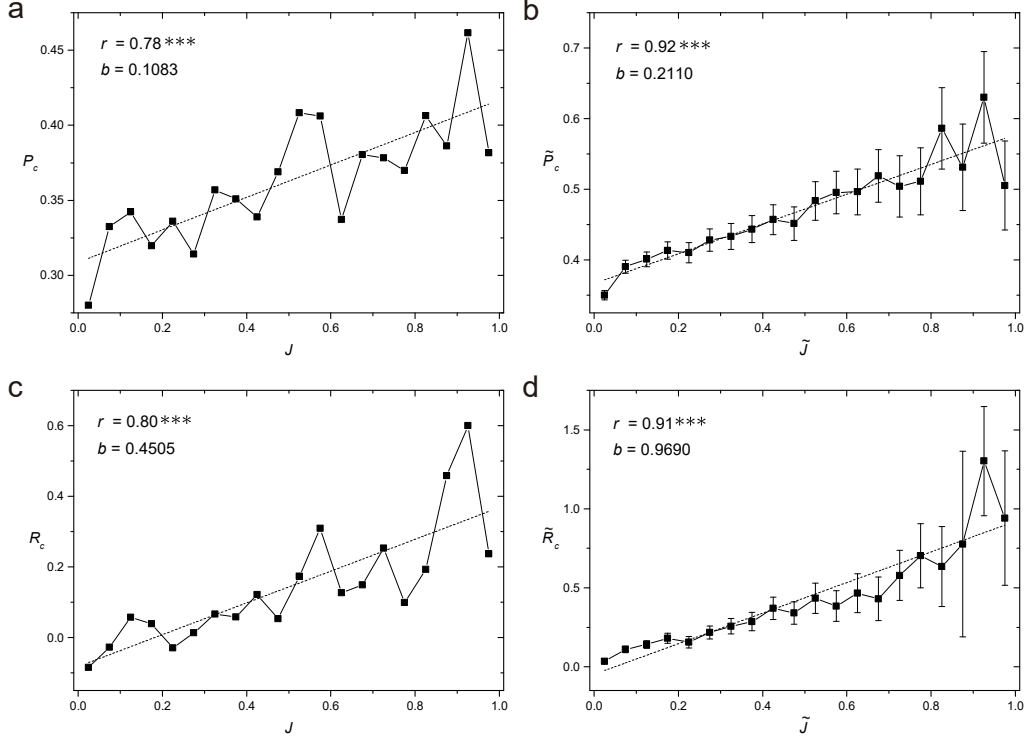 a
r = 0.78***
b = 0.1083
0.45
0.40
0.35
0.30
P_c
0.0 0.2 0.4 0.6 0.8 1.0
J
b
r = 0.92***
b = 0.2110
0.7
0.6
0.5
0.4
P̃_c
0.0 0.2 0.4 0.6 0.8 1.0
J̃
c
r = 0.80***
b = 0.4505
0.6
0.4
0.2
0.0
R_c
0.0 0.2 0.4 0.6 0.8 1.0
J
d
r = 0.91***
b = 0.9690
1.5
1.0
0.5
0.0
R̃_c
0.0 0.2 0.4 0.6 0.8 1.0
J̃